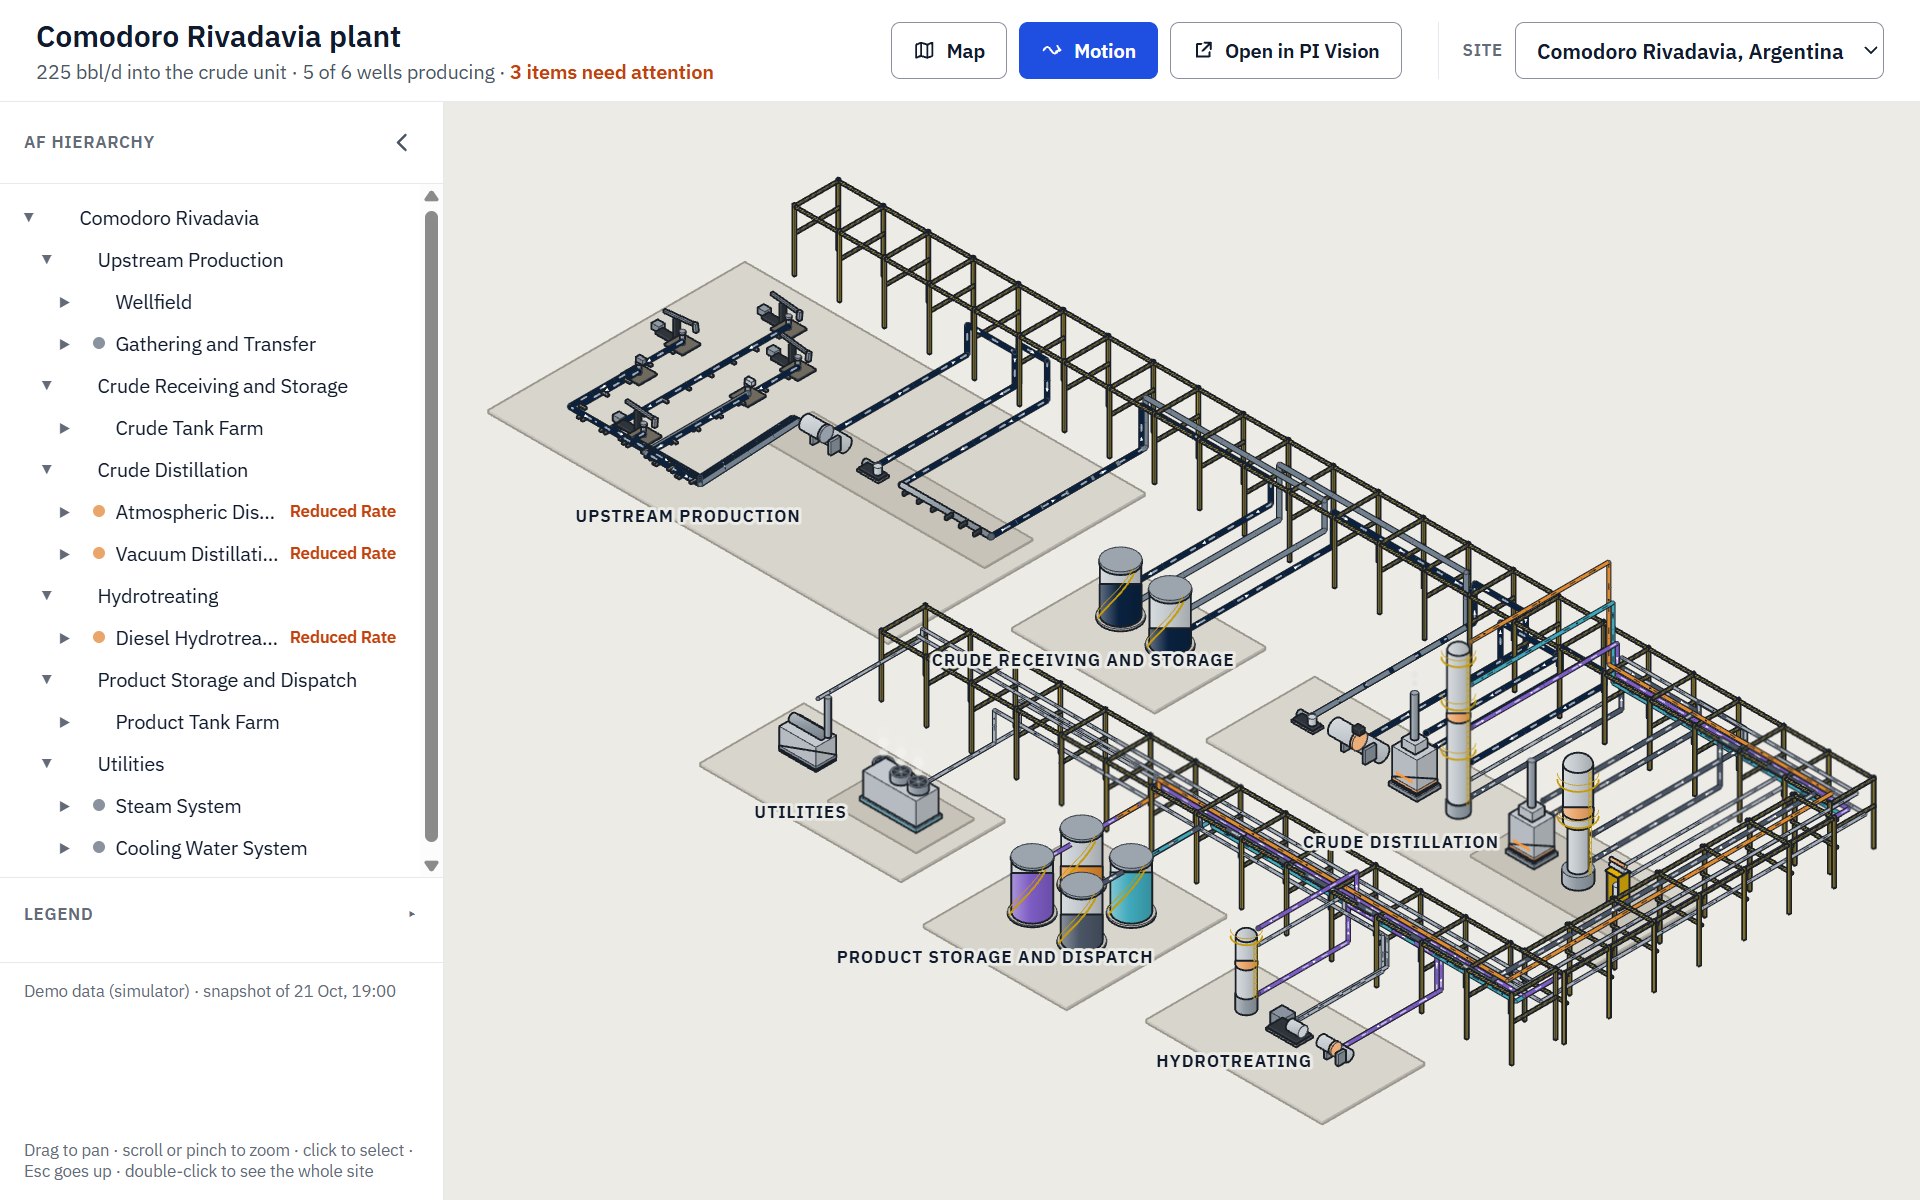 Comodoro Rivadavia plant
225 bbl/d into the crude unit · 5 of 6 wells producing · 3 items need attention
Map
Motion
Open in PI Vision
SITE
Comodoro Rivadavia, Argentina
AF HIERARCHY
Comodoro Rivadavia
Upstream Production
Wellfield
Gathering and Transfer
Crude Receiving and Storage
Crude Tank Farm
Crude Distillation
Atmospheric Dis... Reduced Rate
Vacuum Distillati... Reduced Rate
Hydrotreating
Diesel Hydrotrea... Reduced Rate
Product Storage and Dispatch
Product Tank Farm
Utilities
Steam System
Cooling Water System
LEGEND
Demo data (simulator) · snapshot of 21 Oct, 19:00
Drag to pan · scroll or pinch to zoom · click to select ·
Esc goes up · double-click to see the whole site
UPSTREAM PRODUCTION
CRUDE RECEIVING AND STORAGE
UTILITIES
CRUDE DISTILLATION
PRODUCT STORAGE AND DISPATCH
HYDROTREATING